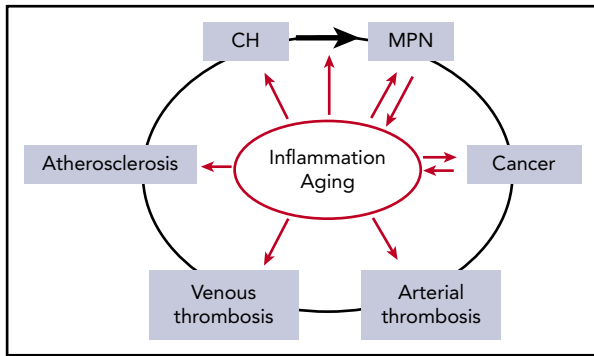 CH
MPN
Inflammation
Aging
Atherosclerosis
Cancer
Venous
thrombosis
Arterial
thrombosis